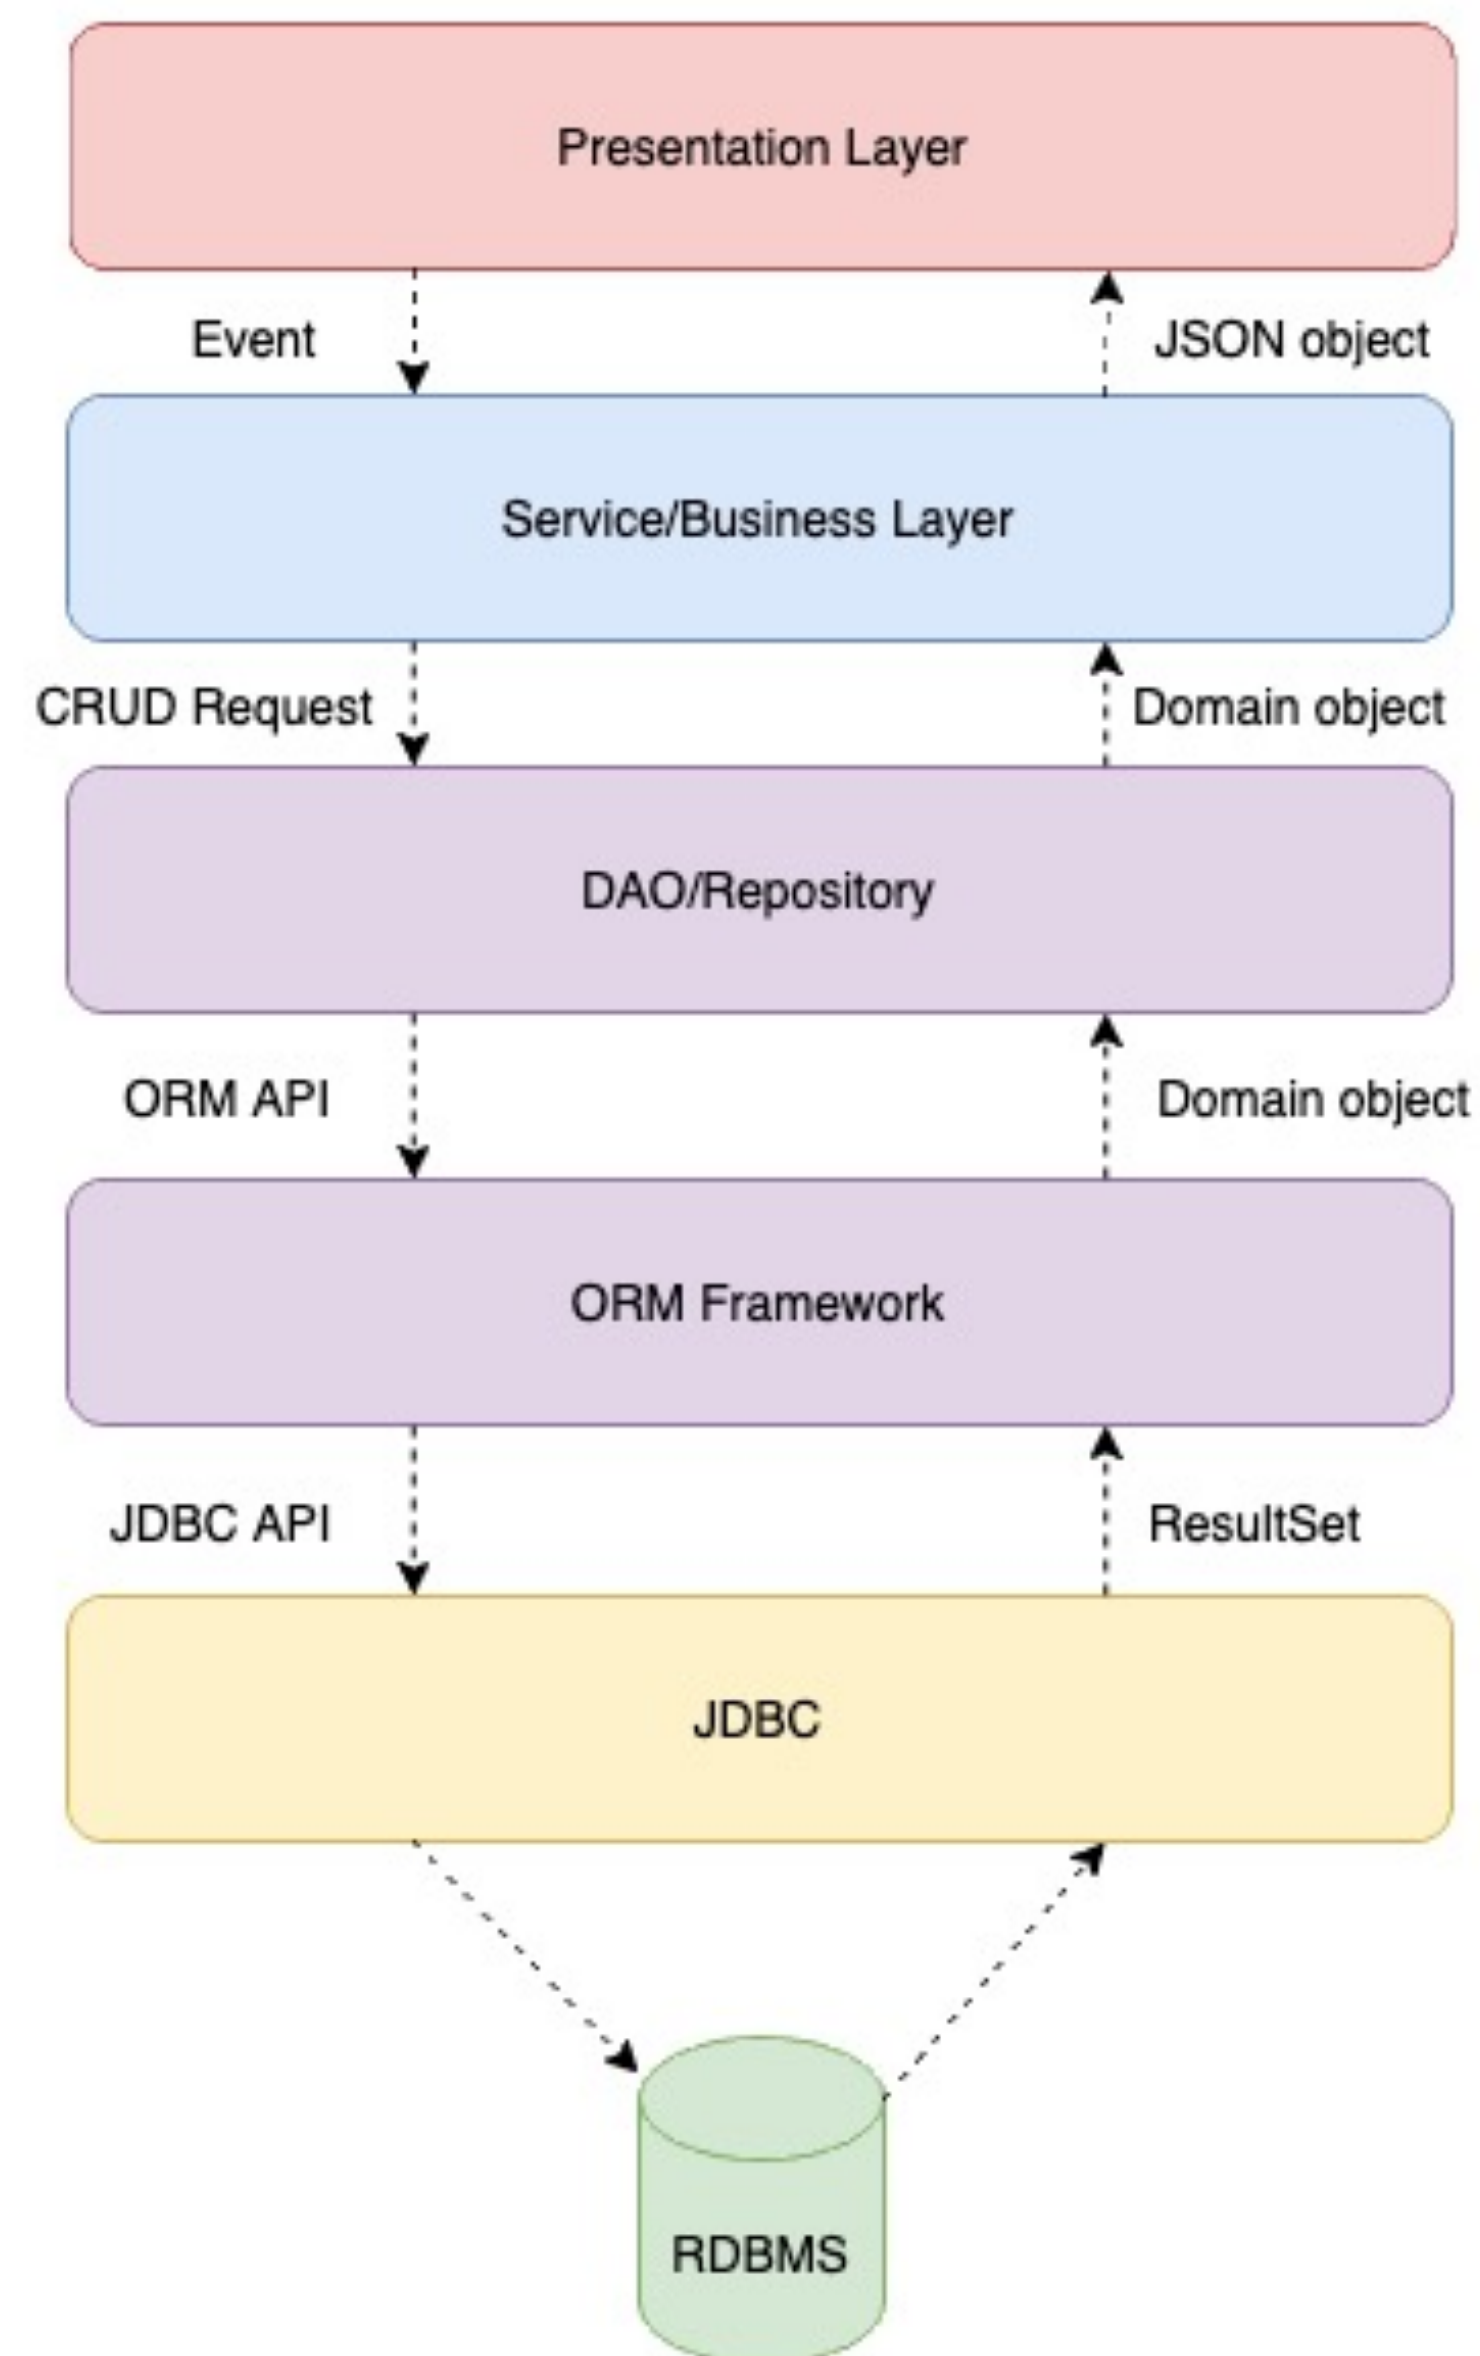 Presentation Layer
Event
JSON object
Service/Business Layer
CRUD Request
Domain object
DAO/Repository
ORM API
Domain object
ORM Framework
JDBC API
ResultSet
JDBC
RDBMS